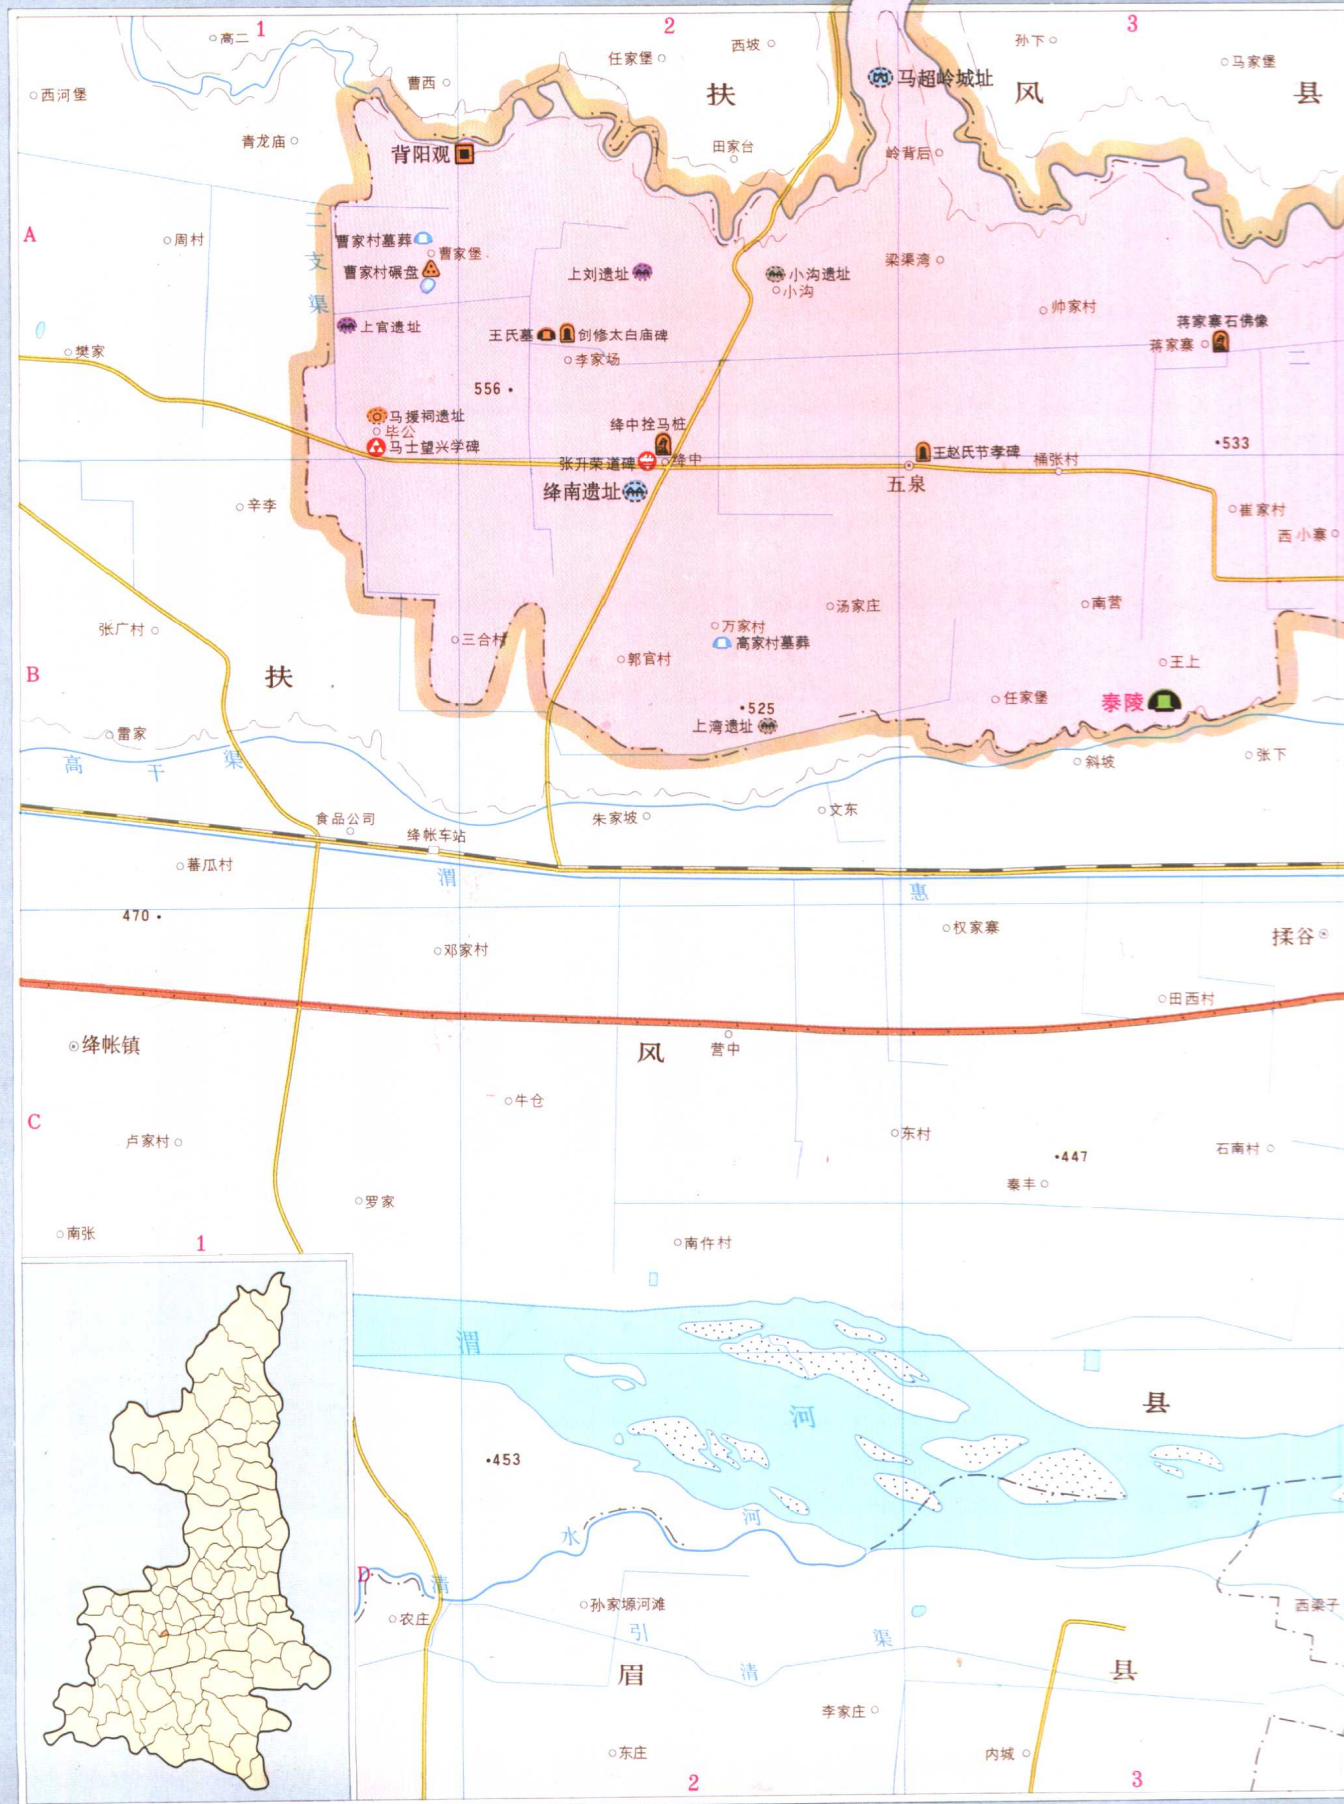 1
2
3
高二
西坡
孙下
任家堡
马家堡
曹西
扶
马超岭城址
风
县
西河堡
青龙庙
背阳观
田家台
岭背后
A
二
支
渠
周村
曹家村墓葬
曹家堡
曹家村碾盘
上刘遗址
小沟遗址
小沟
梁渠湾
帅家村
上官遗址
王氏墓
创修太白庙碑
蒋家寨石佛像
蒋家寨
二
樊家
李家场
556
马援祠遗址
毕公
马士望兴学碑
绛中拴马桩
张升荣道碑
绛中
绛南遗址
王赵氏节孝碑
五泉
桶张村
533
辛李
崔家村
西小寨
汤家庄
南营
张广村
三合村
万家村
高家村墓葬
郭官村
王上
B
扶
任家堡
泰陵
525
上湾遗址
雷家
高
干
渠
斜坡
张下
食品公司
绛帐车站
朱家坡
文东
蕃瓜村
渭
惠
470
邓家村
权家寨
揉谷
田西村
绛帐镇
风
营中
牛仓
C
卢家村
东村
447
石南村
秦丰
罗家
南张
1
南仵村
渭
河
县
453
水
河
D
清
农庄
孙家塬河滩
西梁子
引
清
渠
眉
县
李家庄
东庄
内城
2
3